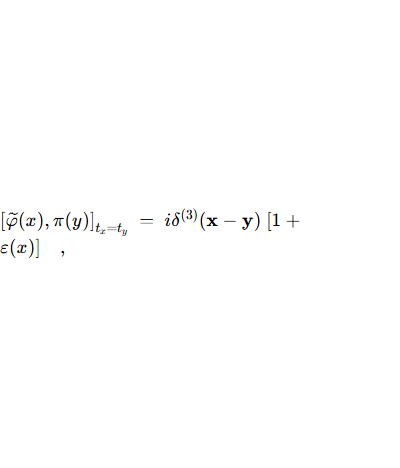 [φ̃(x), π(y)]_{t_x=t_y} = iδ^{(3)}(𝐱 − 𝐲) [1 +
ε(x)] ,